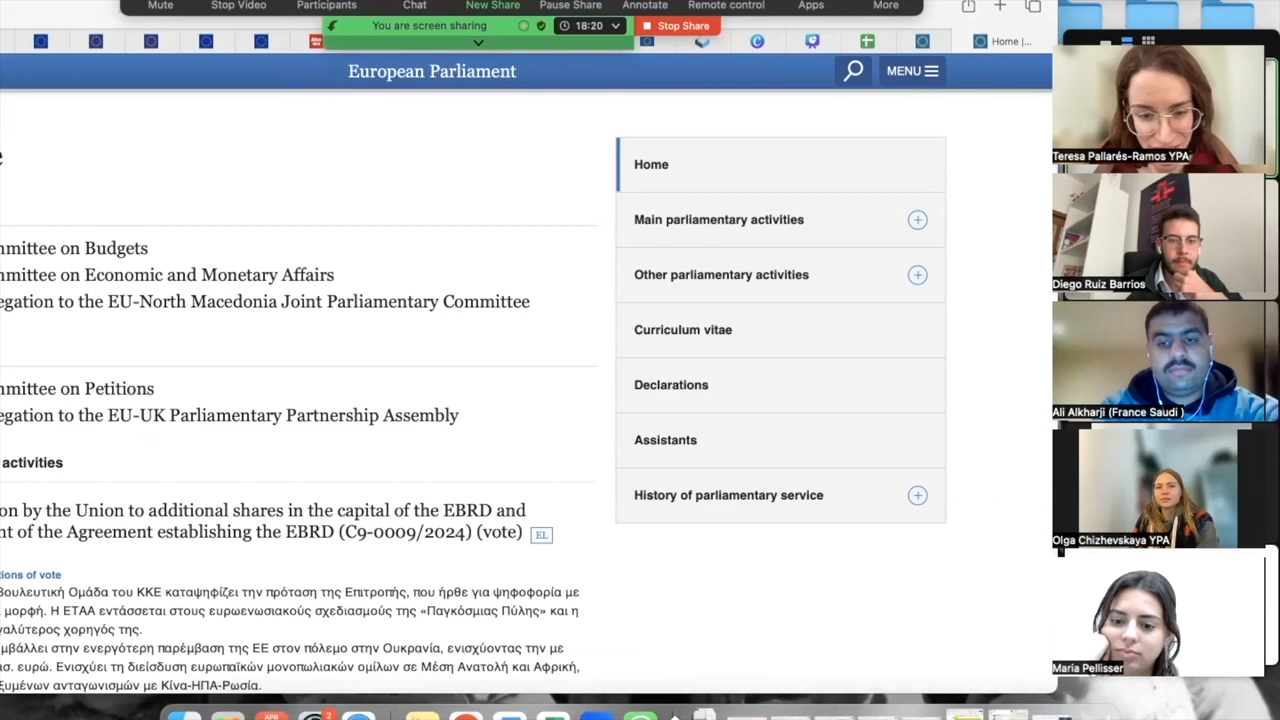 Mute Stop Video Participants Chat New Share Pause Share Annotate Remote control Apps More
You are screen sharing 18:20 Stop Share
Home |...
European Parliament
MENU
Home
Main parliamentary activities
Other parliamentary activities
Curriculum vitae
Declarations
Assistants
History of parliamentary service
mmittee on Budgets
mmittee on Economic and Monetary Affairs
egation to the EU-North Macedonia Joint Parliamentary Committee
mmittee on Petitions
egation to the EU-UK Parliamentary Partnership Assembly
activities
on by the Union to additional shares in the capital of the EBRD and
nt of the Agreement establishing the EBRD (C9-0009/2024) (vote) EL
tions of vote
βουλευτική Ομάδα του ΚΚΕ καταψηφίζει την πρόταση της Επιτροπής, που ήρθε για ψηφοφορία με
μορφή. Η ΕΤΑΑ εντάσσεται στους ευρωενωσιακούς σχεδιασμούς της «Παγκόσμιας Πύλης» και η
γαλύτερος χορηγός της.
μβάλλει στην ενεργότερη παρέμβαση της ΕΕ στον πόλεμο στην Ουκρανία, ενισχύοντας την με
ισ. ευρώ. Ενισχύει τη διείσδυση ευρωπαϊκών μονοπωλιακών ομίλων σε Μέση Ανατολή και Αφρική,
ξυμένων ανταγωνισμών με Κίνα-ΗΠΑ-Ρωσία.
Teresa Pallarés-Ramos YPA
Diego Ruiz Barrios
Ali Alkharji (France Saudi )
Olga Chizhevskaya YPA
Maria Pellisser
APR
2